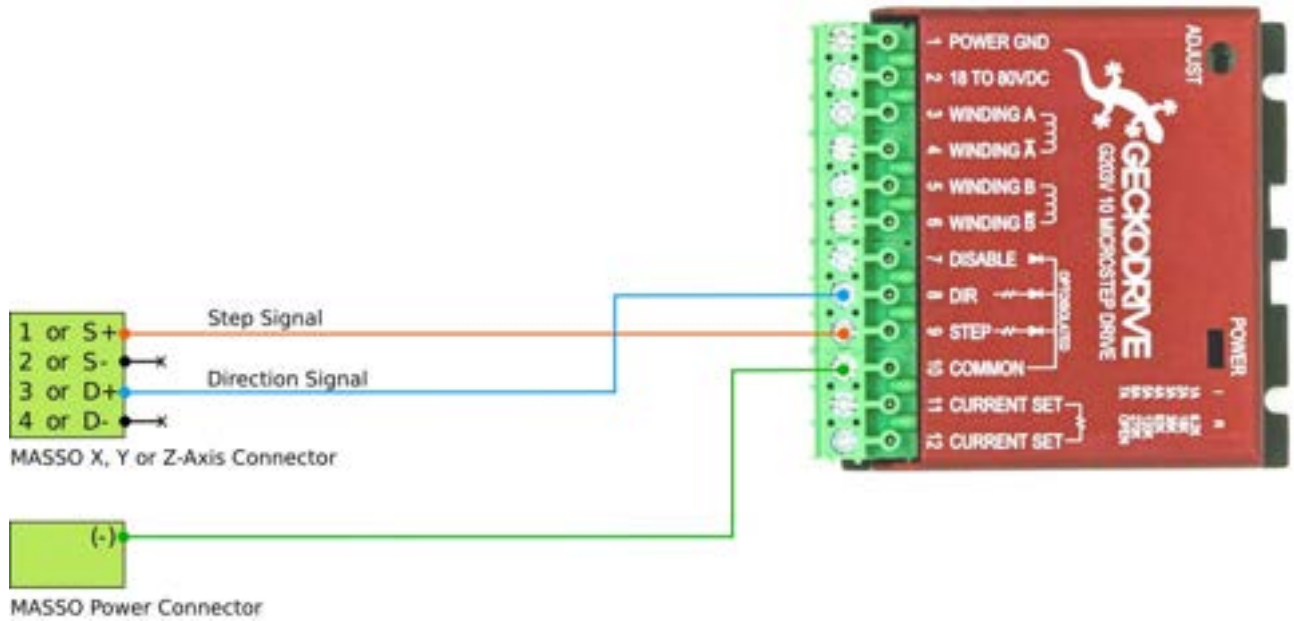 1 or S+
2 or S-
3 or D+
4 or D-
MASSO X, Y or Z-Axis Connector
Step Signal
Direction Signal
(-)
MASSO Power Connector
1 POWER GND
2 18 TO 80VDC
3 WINDING A
4 WINDING A̅
5 WINDING B
6 WINDING B̅
7 DISABLE
8 DIR
9 STEP
10 COMMON
11 CURRENT SET
12 CURRENT SET
OPTOISOLATED
GECKODRIVE
G203V 10 MICROSTEP DRIVE
ADJUST
POWER
I
R
OPEN